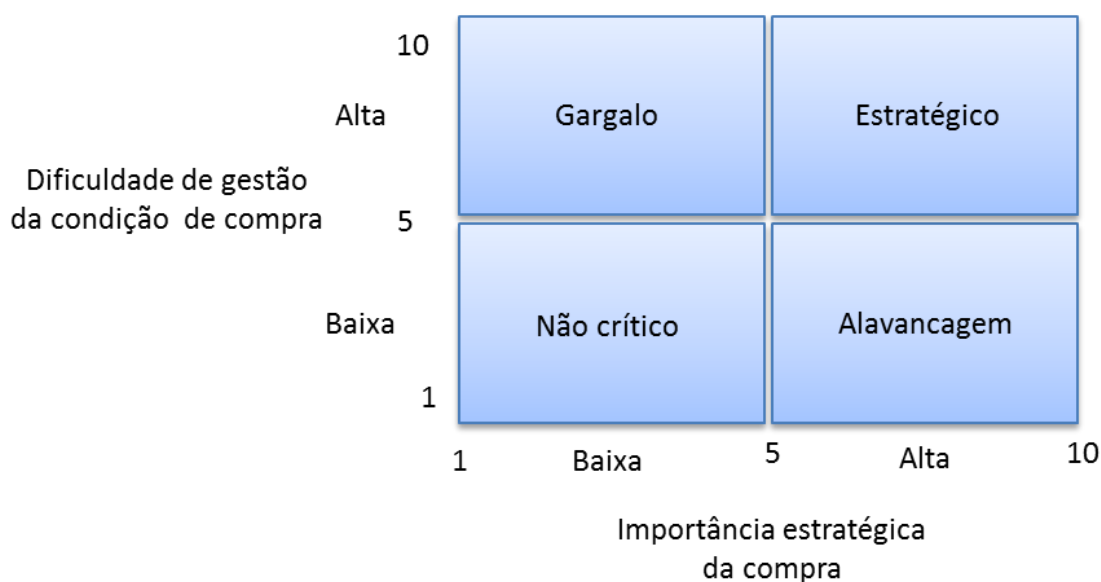 10
Alta
Gargalo
Estratégico
Dificuldade de gestão
da condição de compra
5
Baixa
Não crítico
Alavancagem
1
1
Baixa
5
Alta
10
Importância estratégica
da compra